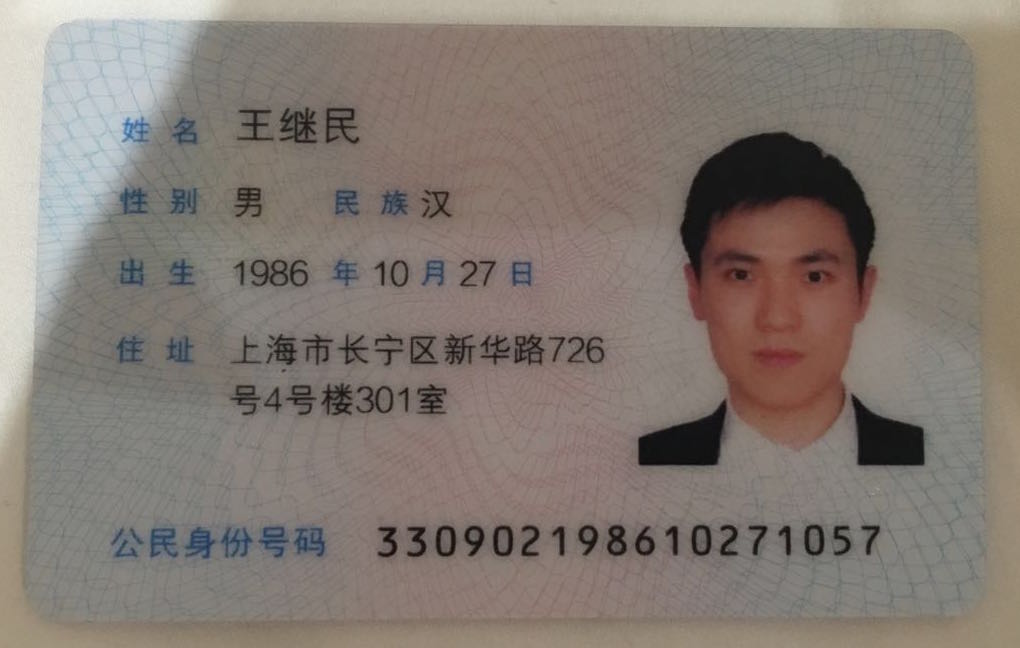 姓名 王继民
性别 男 民族 汉
出生 1986 年 10 月 27 日
住址 上海市长宁区新华路726
号4号楼301室
公民身份号码 330902198610271057